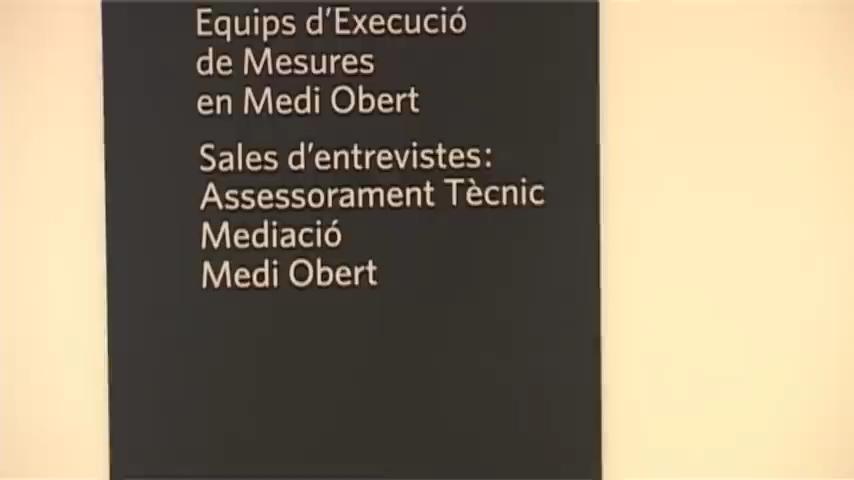 Equips d’Execució
de Mesures
en Medi Obert
Sales d’entrevistes:
Assessorament Tècnic
Mediació
Medi Obert